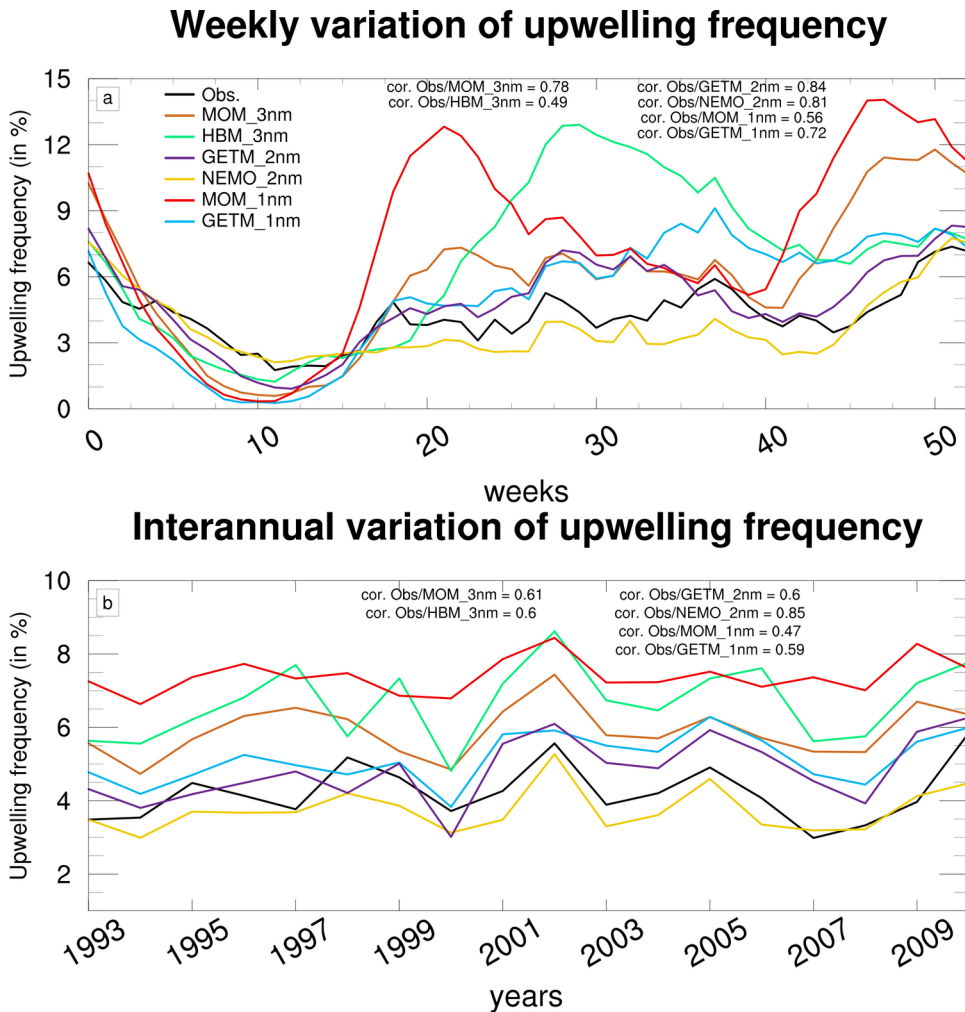 Weekly variation of upwelling frequency
Upwelling frequency (in %)
15
12
9
6
3
0
a
Obs.
MOM_3nm
HBM_3nm
GETM_2nm
NEMO_2nm
MOM_1nm
GETM_1nm
cor. Obs/MOM_3nm = 0.78
cor. Obs/HBM_3nm = 0.49
cor. Obs/GETM_2nm = 0.84
cor. Obs/NEMO_2nm = 0.81
cor. Obs/MOM_1nm = 0.56
cor. Obs/GETM_1nm = 0.72
0 10 20 30 40 50
weeks
Interannual variation of upwelling frequency
Upwelling frequency (in %)
10
8
6
4
2
b
cor. Obs/MOM_3nm = 0.61
cor. Obs/HBM_3nm = 0.6
cor. Obs/GETM_2nm = 0.6
cor. Obs/NEMO_2nm = 0.85
cor. Obs/MOM_1nm = 0.47
cor. Obs/GETM_1nm = 0.59
1993 1995 1997 1999 2001 2003 2005 2007 2009
years